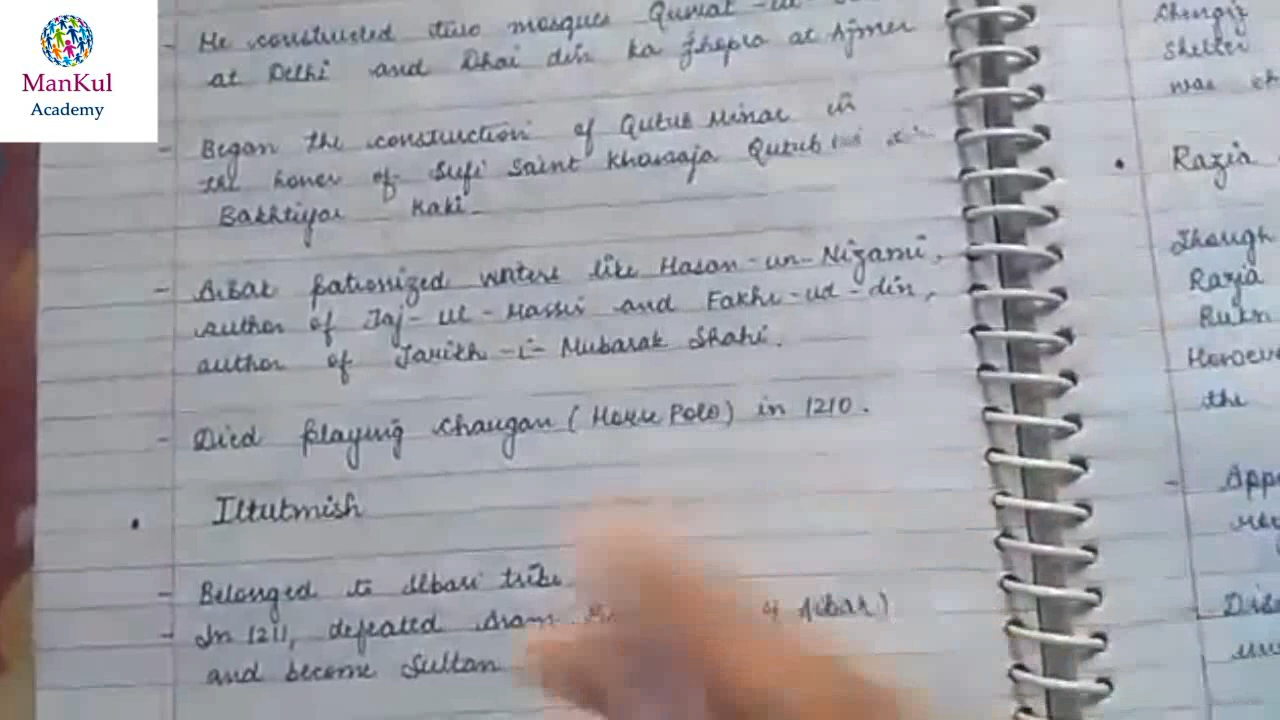 ManKul
Academy
- He constructed two mosques Quwat-ul
at Delhi and Dhai din ka Jhopra at Ajmer
- Began the construction of Qutub Minar in
the honer of Sufi Saint Khawaja Qutub
Bakhtiyar Kaki.
- Aibak patronized writers like Hasan-un-Nizami,
author of Taj-ul-Massir and Fakhr-ud-din,
author of Tarikh-i-Mubarak Shahi.
- Died playing Chaugan (Horse Polo) in 1210.
• Iltutmish
- Belonged to Ilbari tribe
- In 1211, defeated Aram of Aibak)
and become Sultan
Shelter
was
• Razia
Though
Razia
Rukn
However
the
-
-